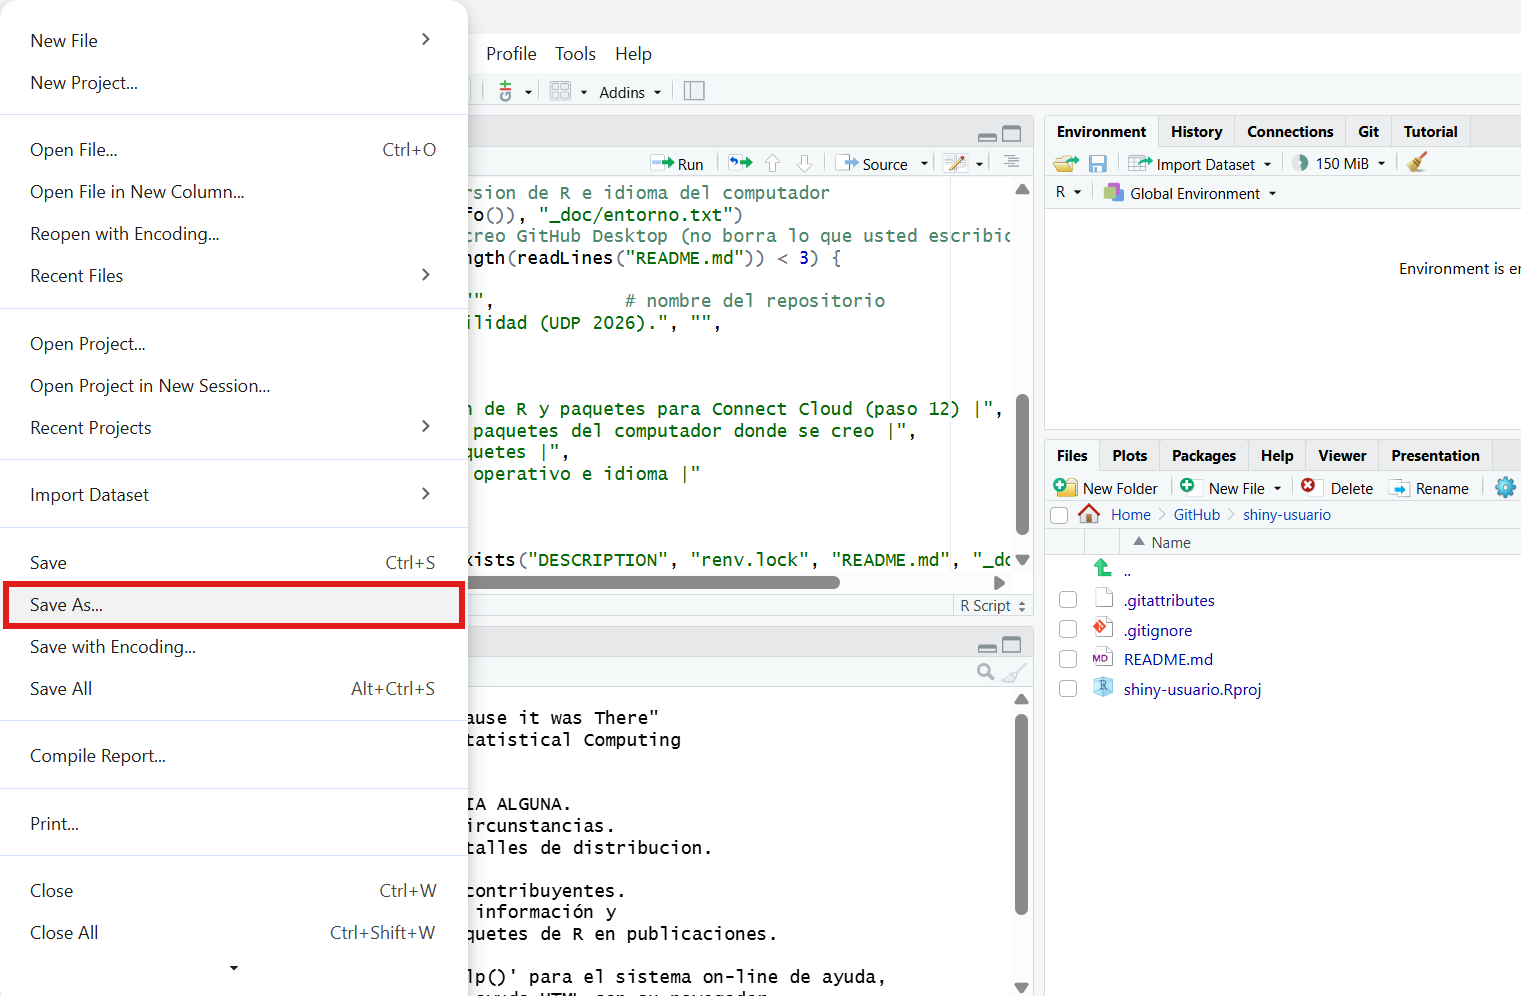 New File
New Project...
Open File... Ctrl+O
Open File in New Column...
Reopen with Encoding...
Recent Files
Open Project...
Open Project in New Session...
Recent Projects
Import Dataset
Save Ctrl+S
Save As...
Save with Encoding...
Save All Alt+Ctrl+S
Compile Report...
Print...
Close Ctrl+W
Close All Ctrl+Shift+W
Profile Tools Help
Addins
Run Source
rsion de R e idioma del computador
fo()), "_doc/entorno.txt")
creo GitHub Desktop (no borra lo que usted escribic
ngth(readLines("README.md")) < 3) {
"", # nombre del repositorio
ilidad (UDP 2026).", "",
n de R y paquetes para Connect Cloud (paso 12) |",
paquetes del computador donde se creo |",
quetes |",
operativo e idioma |"
xists("DESCRIPTION", "renv.lock", "README.md", "_dc
R Script
ause it was There"
tatistical Computing
IA ALGUNA.
ircunstancias.
talles de distribucion.
contribuyentes.
información y
quetes de R en publicaciones.
lp()' para el sistema on-line de ayuda,
Environment History Connections Git Tutorial
Import Dataset 150 MiB
R Global Environment
Environment is e
Files Plots Packages Help Viewer Presentation
New Folder New File Delete Rename
Home GitHub shiny-usuario
Name
..
.gitattributes
.gitignore
MD README.md
R shiny-usuario.Rproj